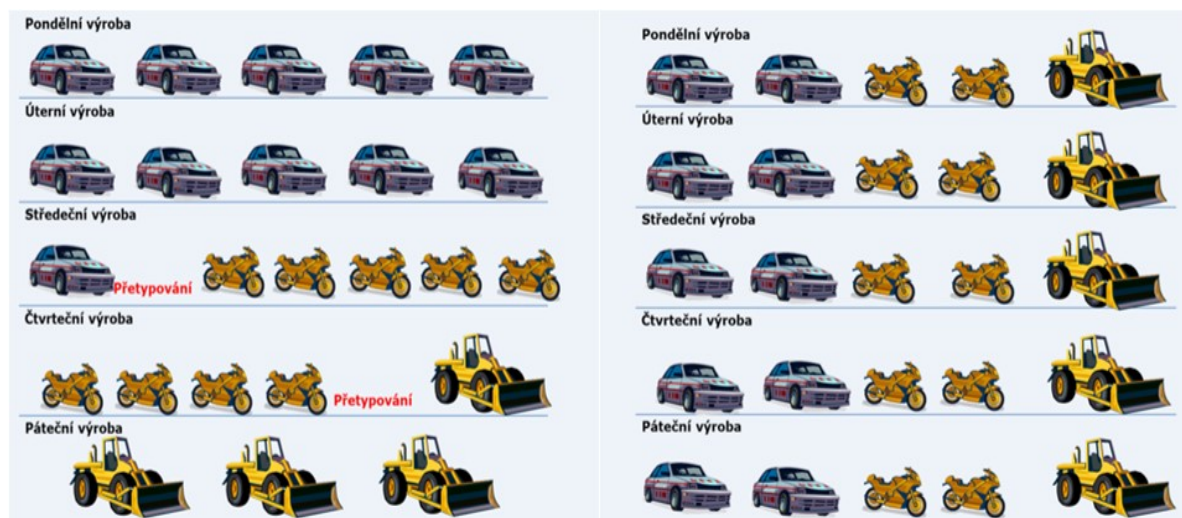 Pondělní výroba
Úterní výroba
Středeční výroba
Přetypování
Čtvrteční výroba
Přetypování
Páteční výroba
Pondělní výroba
Úterní výroba
Středeční výroba
Čtvrteční výroba
Páteční výroba